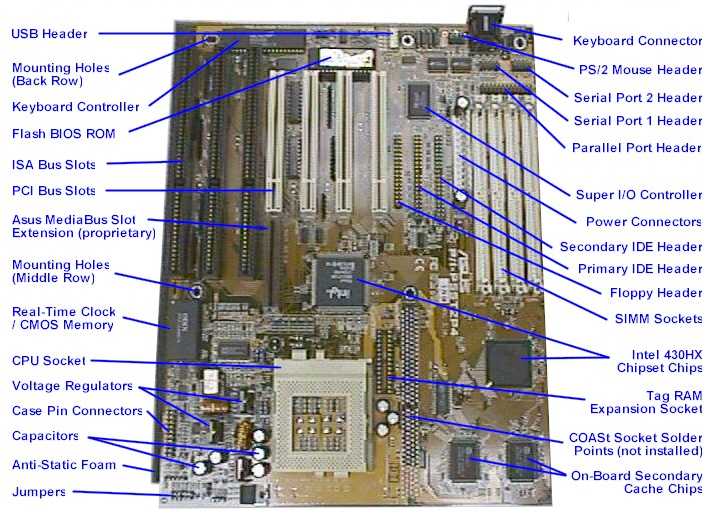 USB Header
Mounting Holes
(Back Row)
Keyboard Controller
Flash BIOS ROM
ISA Bus Slots
PCI Bus Slots
Asus MediaBus Slot
Extension (proprietary)
Mounting Holes
(Middle Row)
Real-Time Clock
/ CMOS Memory
CPU Socket
Voltage Regulators
Case Pin Connectors
Capacitors
Anti-Static Foam
Jumpers
Keyboard Connector
PS/2 Mouse Header
Serial Port 2 Header
Serial Port 1 Header
Parallel Port Header
Super I/O Controller
Power Connectors
Secondary IDE Header
Primary IDE Header
Floppy Header
SIMM Sockets
Intel 430HX
Chipset Chips
Tag RAM
Expansion Socket
COASt Socket Solder
Points (not installed)
On-Board Secondary
Cache Chips
intel
ASUS